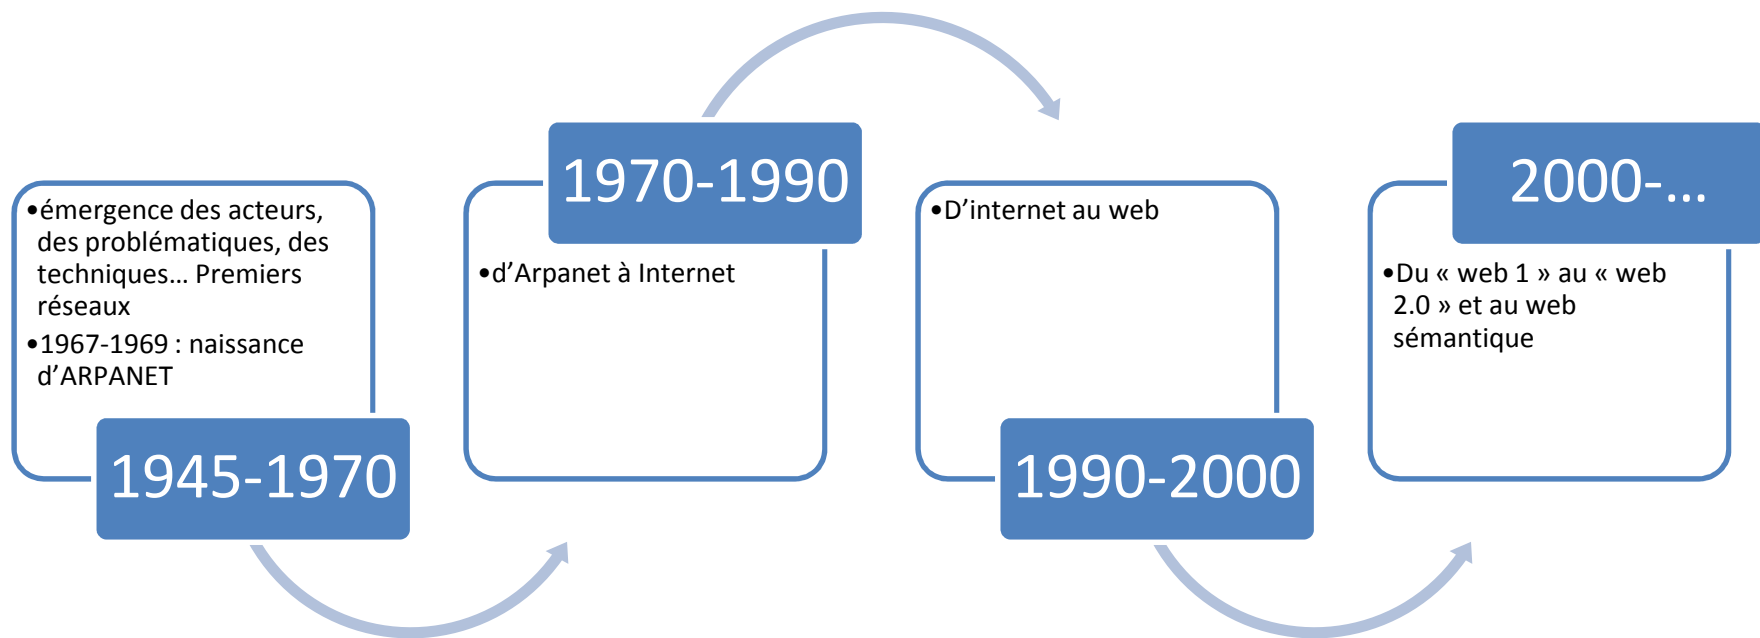 •émergence des acteurs,
des problématiques, des
techniques… Premiers
réseaux
•1967-1969 : naissance
d’ARPANET
1945-1970
1970-1990
•d’Arpanet à Internet
•D’internet au web
1990-2000
2000-…
•Du « web 1 » au « web
2.0 » et au web
sémantique